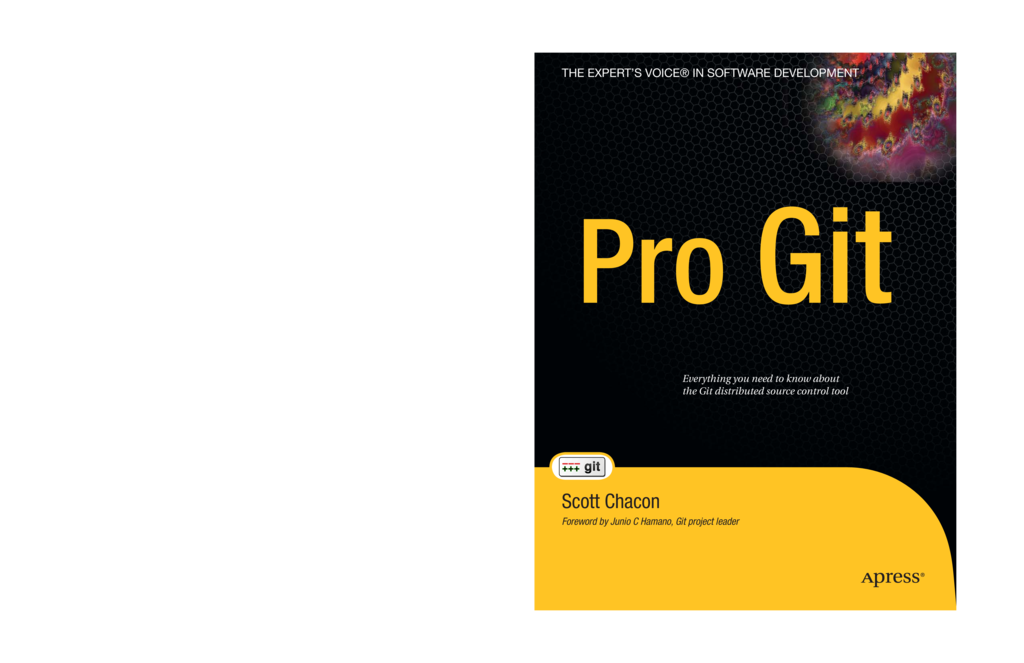 THE EXPERT'S VOICE® IN SOFTWARE DEVELOPMENT
Pro Git
Everything you need to know about
the Git distributed source control tool
git
Scott Chacon
Foreword by Junio C Hamano, Git project leader
Apress®